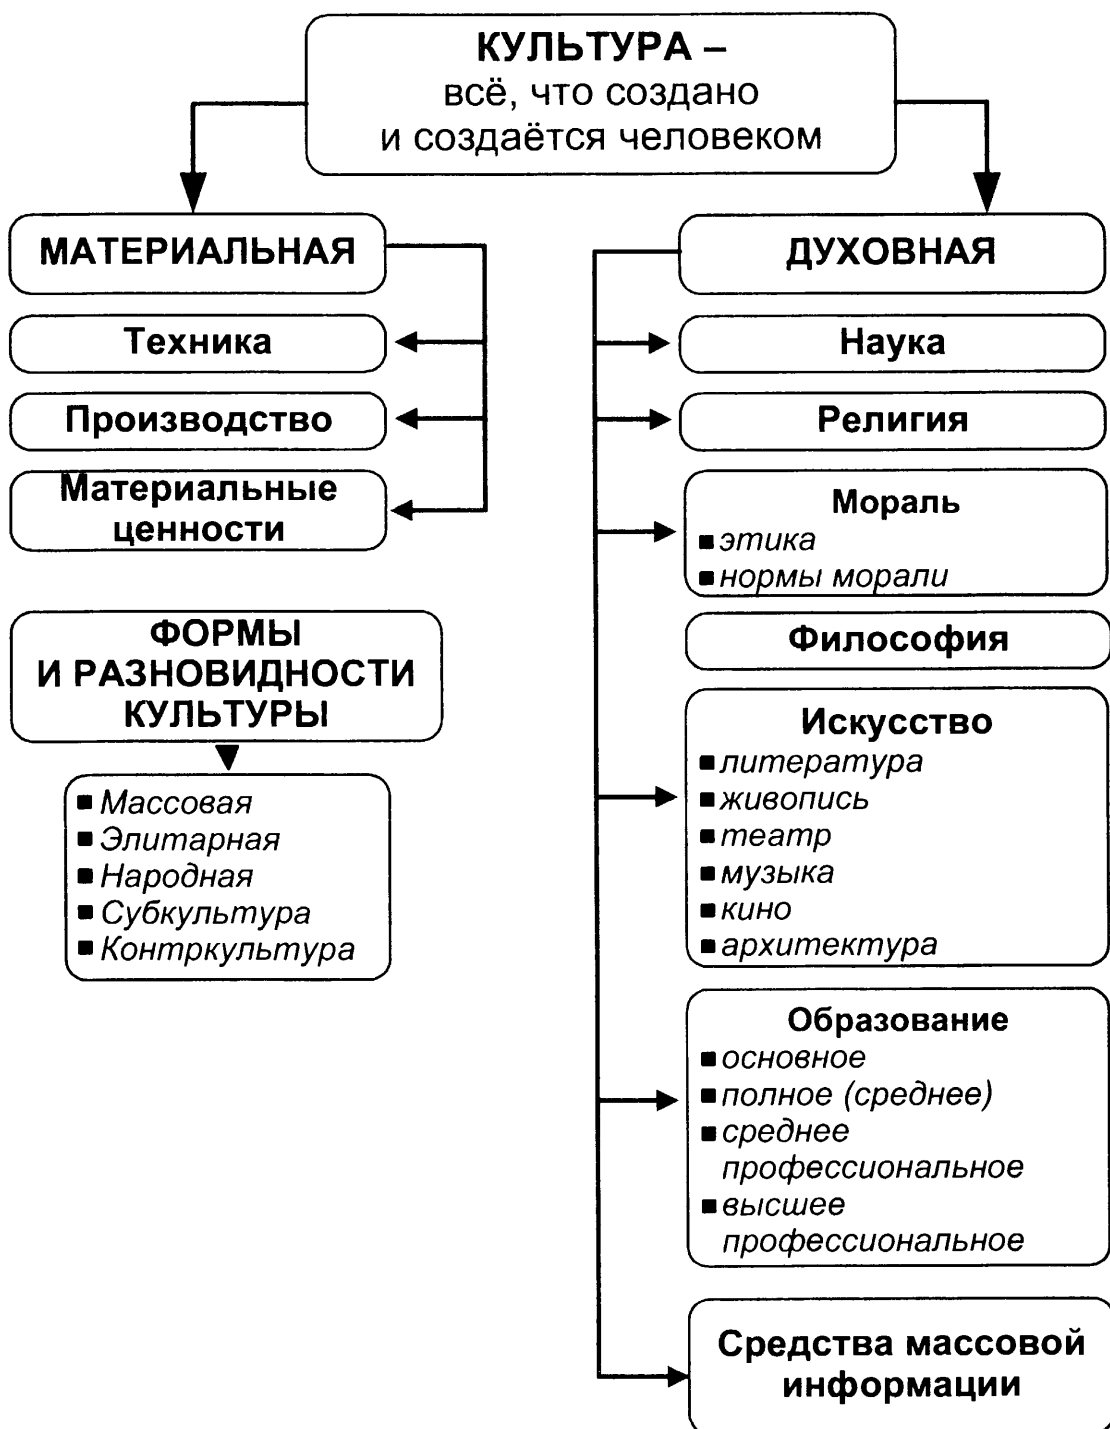 КУЛЬТУРА –
всё, что создано
и создаётся человеком
МАТЕРИАЛЬНАЯ
Техника
Производство
Материальные
ценности
ФОРМЫ
И РАЗНОВИДНОСТИ
КУЛЬТУРЫ
▪ Массовая
▪ Элитарная
▪ Народная
▪ Субкультура
▪ Контркультура
ДУХОВНАЯ
Наука
Религия
Мораль
▪ этика
▪ нормы морали
Философия
Искусство
▪ литература
▪ живопись
▪ театр
▪ музыка
▪ кино
▪ архитектура
Образование
▪ основное
▪ полное (среднее)
▪ среднее
профессиональное
▪ высшее
профессиональное
Средства массовой
информации